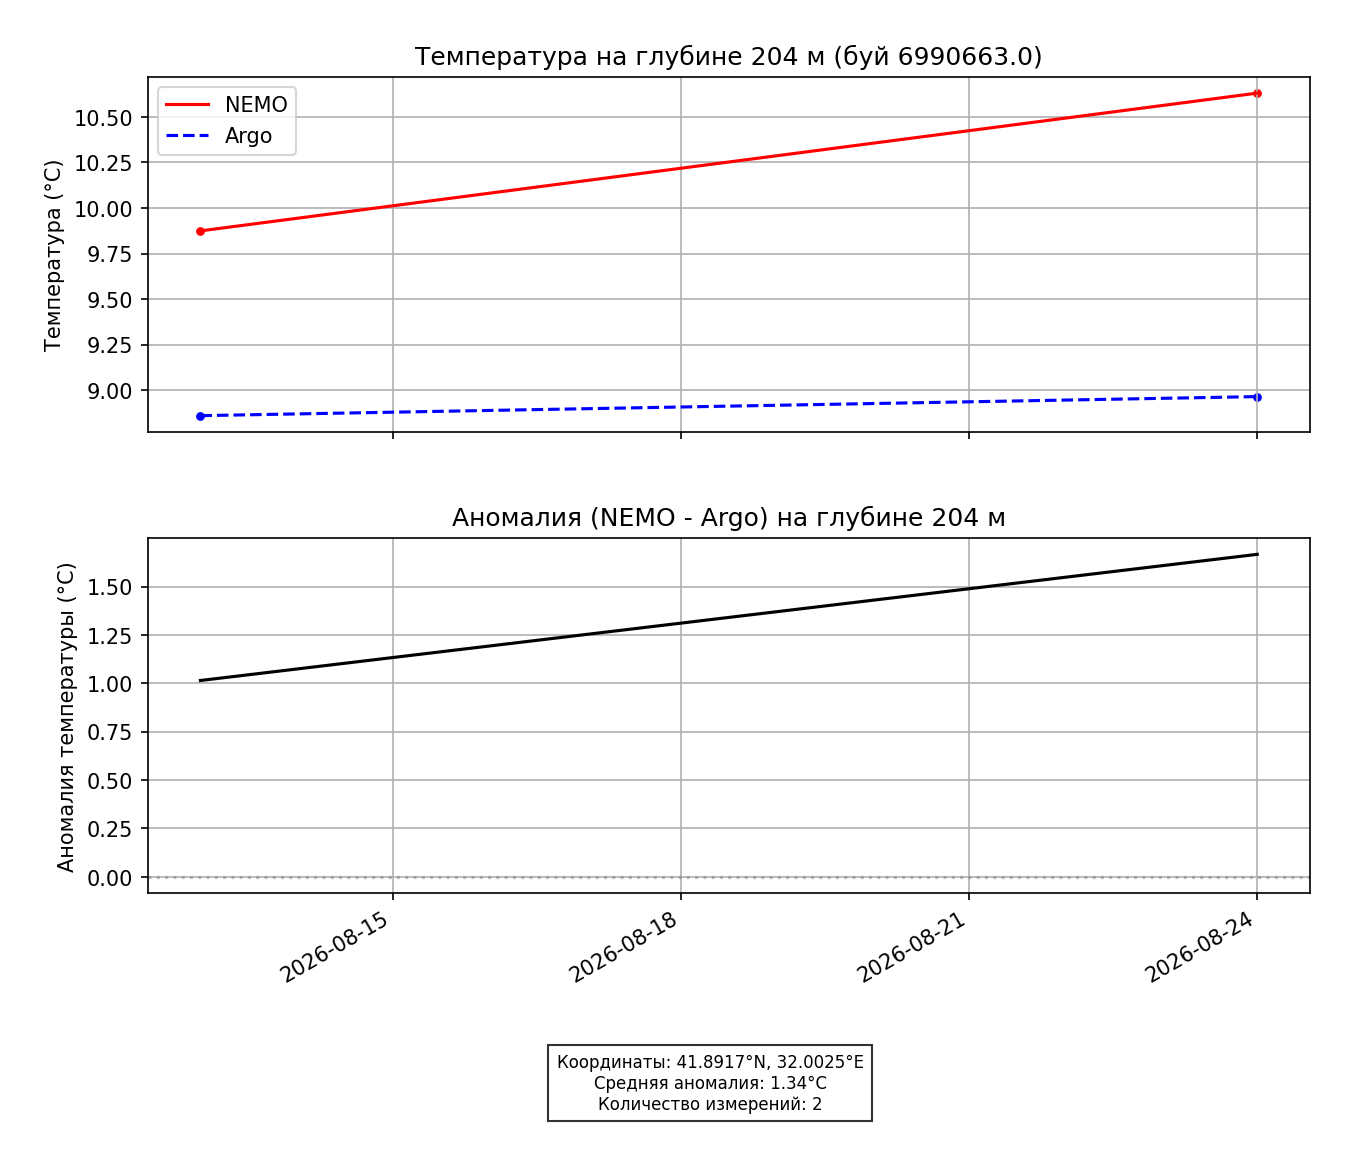 Температура на глубине 204 м (буй 6990663.0)
NEMO
Argo
Температура (°C)
10.50
10.25
10.00
9.75
9.50
9.25
9.00
Аномалия (NEMO - Argo) на глубине 204 м
Аномалия температуры (°C)
1.50
1.25
1.00
0.75
0.50
0.25
0.00
2026-08-15
2026-08-18
2026-08-21
2026-08-24
Координаты: 41.8917°N, 32.0025°E
Средняя аномалия: 1.34°C
Количество измерений: 2